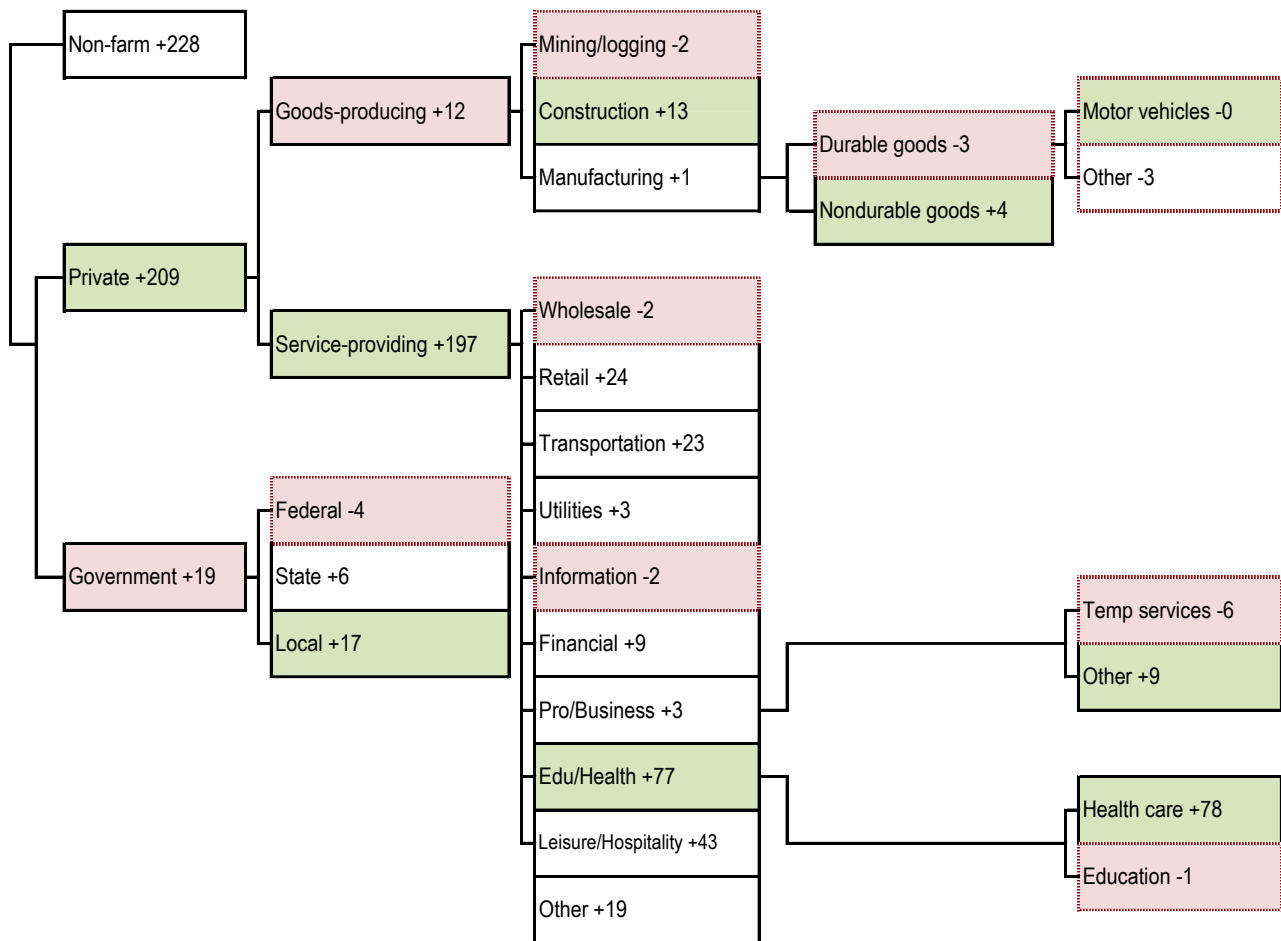 Non-farm +228
Private +209
Government +19
Goods-producing +12
Service-providing +197
Federal -4
State +6
Local +17
Mining/logging -2
Construction +13
Manufacturing +1
Wholesale -2
Retail +24
Transportation +23
Utilities +3
Information -2
Financial +9
Pro/Business +3
Edu/Health +77
Leisure/Hospitality +43
Other +19
Durable goods -3
Nondurable goods +4
Motor vehicles -0
Other -3
Temp services -6
Other +9
Health care +78
Education -1